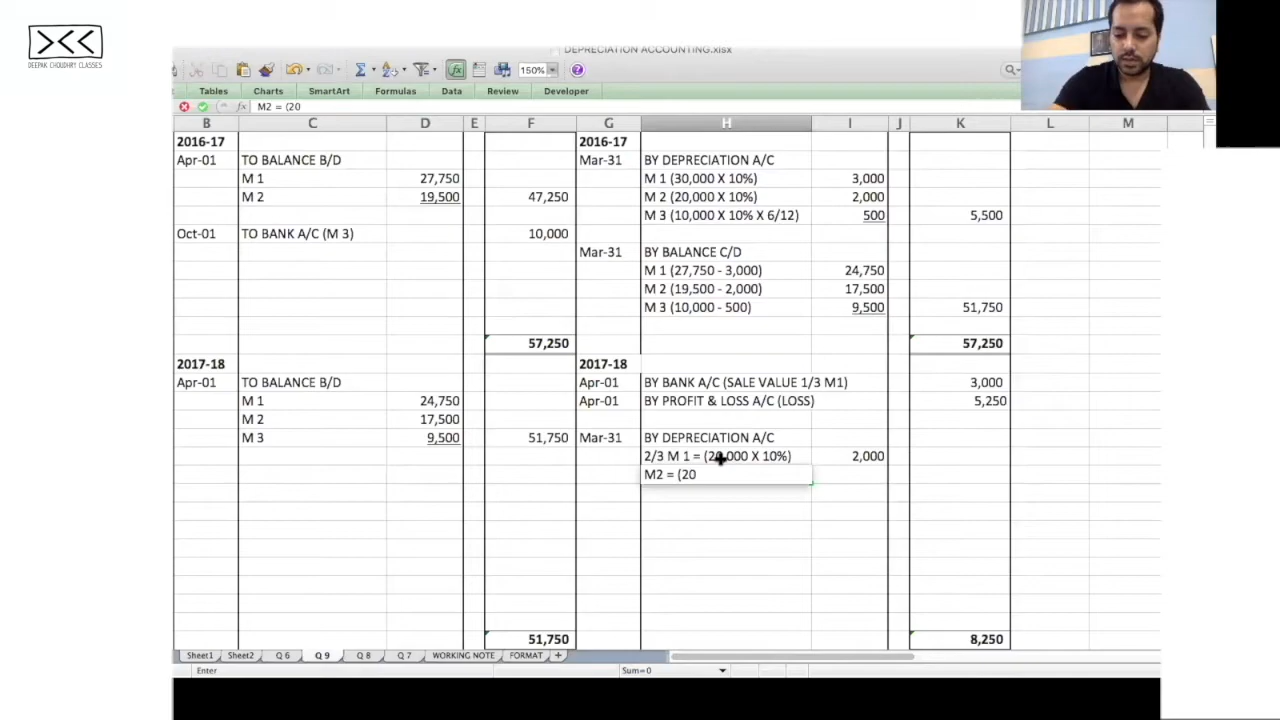 DEEPAK CHOUDHRY CLASSES
DEPRECIATION ACCOUNTING.xlsx
150%
Tables Charts SmartArt Formulas Data Review Developer
fx M2 = (20
B C D E F G H I J K L M
2016-17 2016-17
Apr-01 TO BALANCE B/D Mar-31 BY DEPRECIATION A/C
M 1 27,750 M 1 (30,000 X 10%) 3,000
M 2 19,500 47,250 M 2 (20,000 X 10%) 2,000
M 3 (10,000 X 10% X 6/12) 500 5,500
Oct-01 TO BANK A/C (M 3) 10,000
Mar-31 BY BALANCE C/D
M 1 (27,750 - 3,000) 24,750
M 2 (19,500 - 2,000) 17,500
M 3 (10,000 - 500) 9,500 51,750
57,250 57,250
2017-18 2017-18
Apr-01 TO BALANCE B/D Apr-01 BY BANK A/C (SALE VALUE 1/3 M1) 3,000
M 1 24,750 Apr-01 BY PROFIT & LOSS A/C (LOSS) 5,250
M 2 17,500
M 3 9,500 51,750 Mar-31 BY DEPRECIATION A/C
2/3 M 1 = (20,000 X 10%) 2,000
M2 = (20
51,750 8,250
Sheet1 Sheet2 Q 6 Q 9 Q 8 Q 7 WORKING NOTE FORMAT +
Enter Sum=0